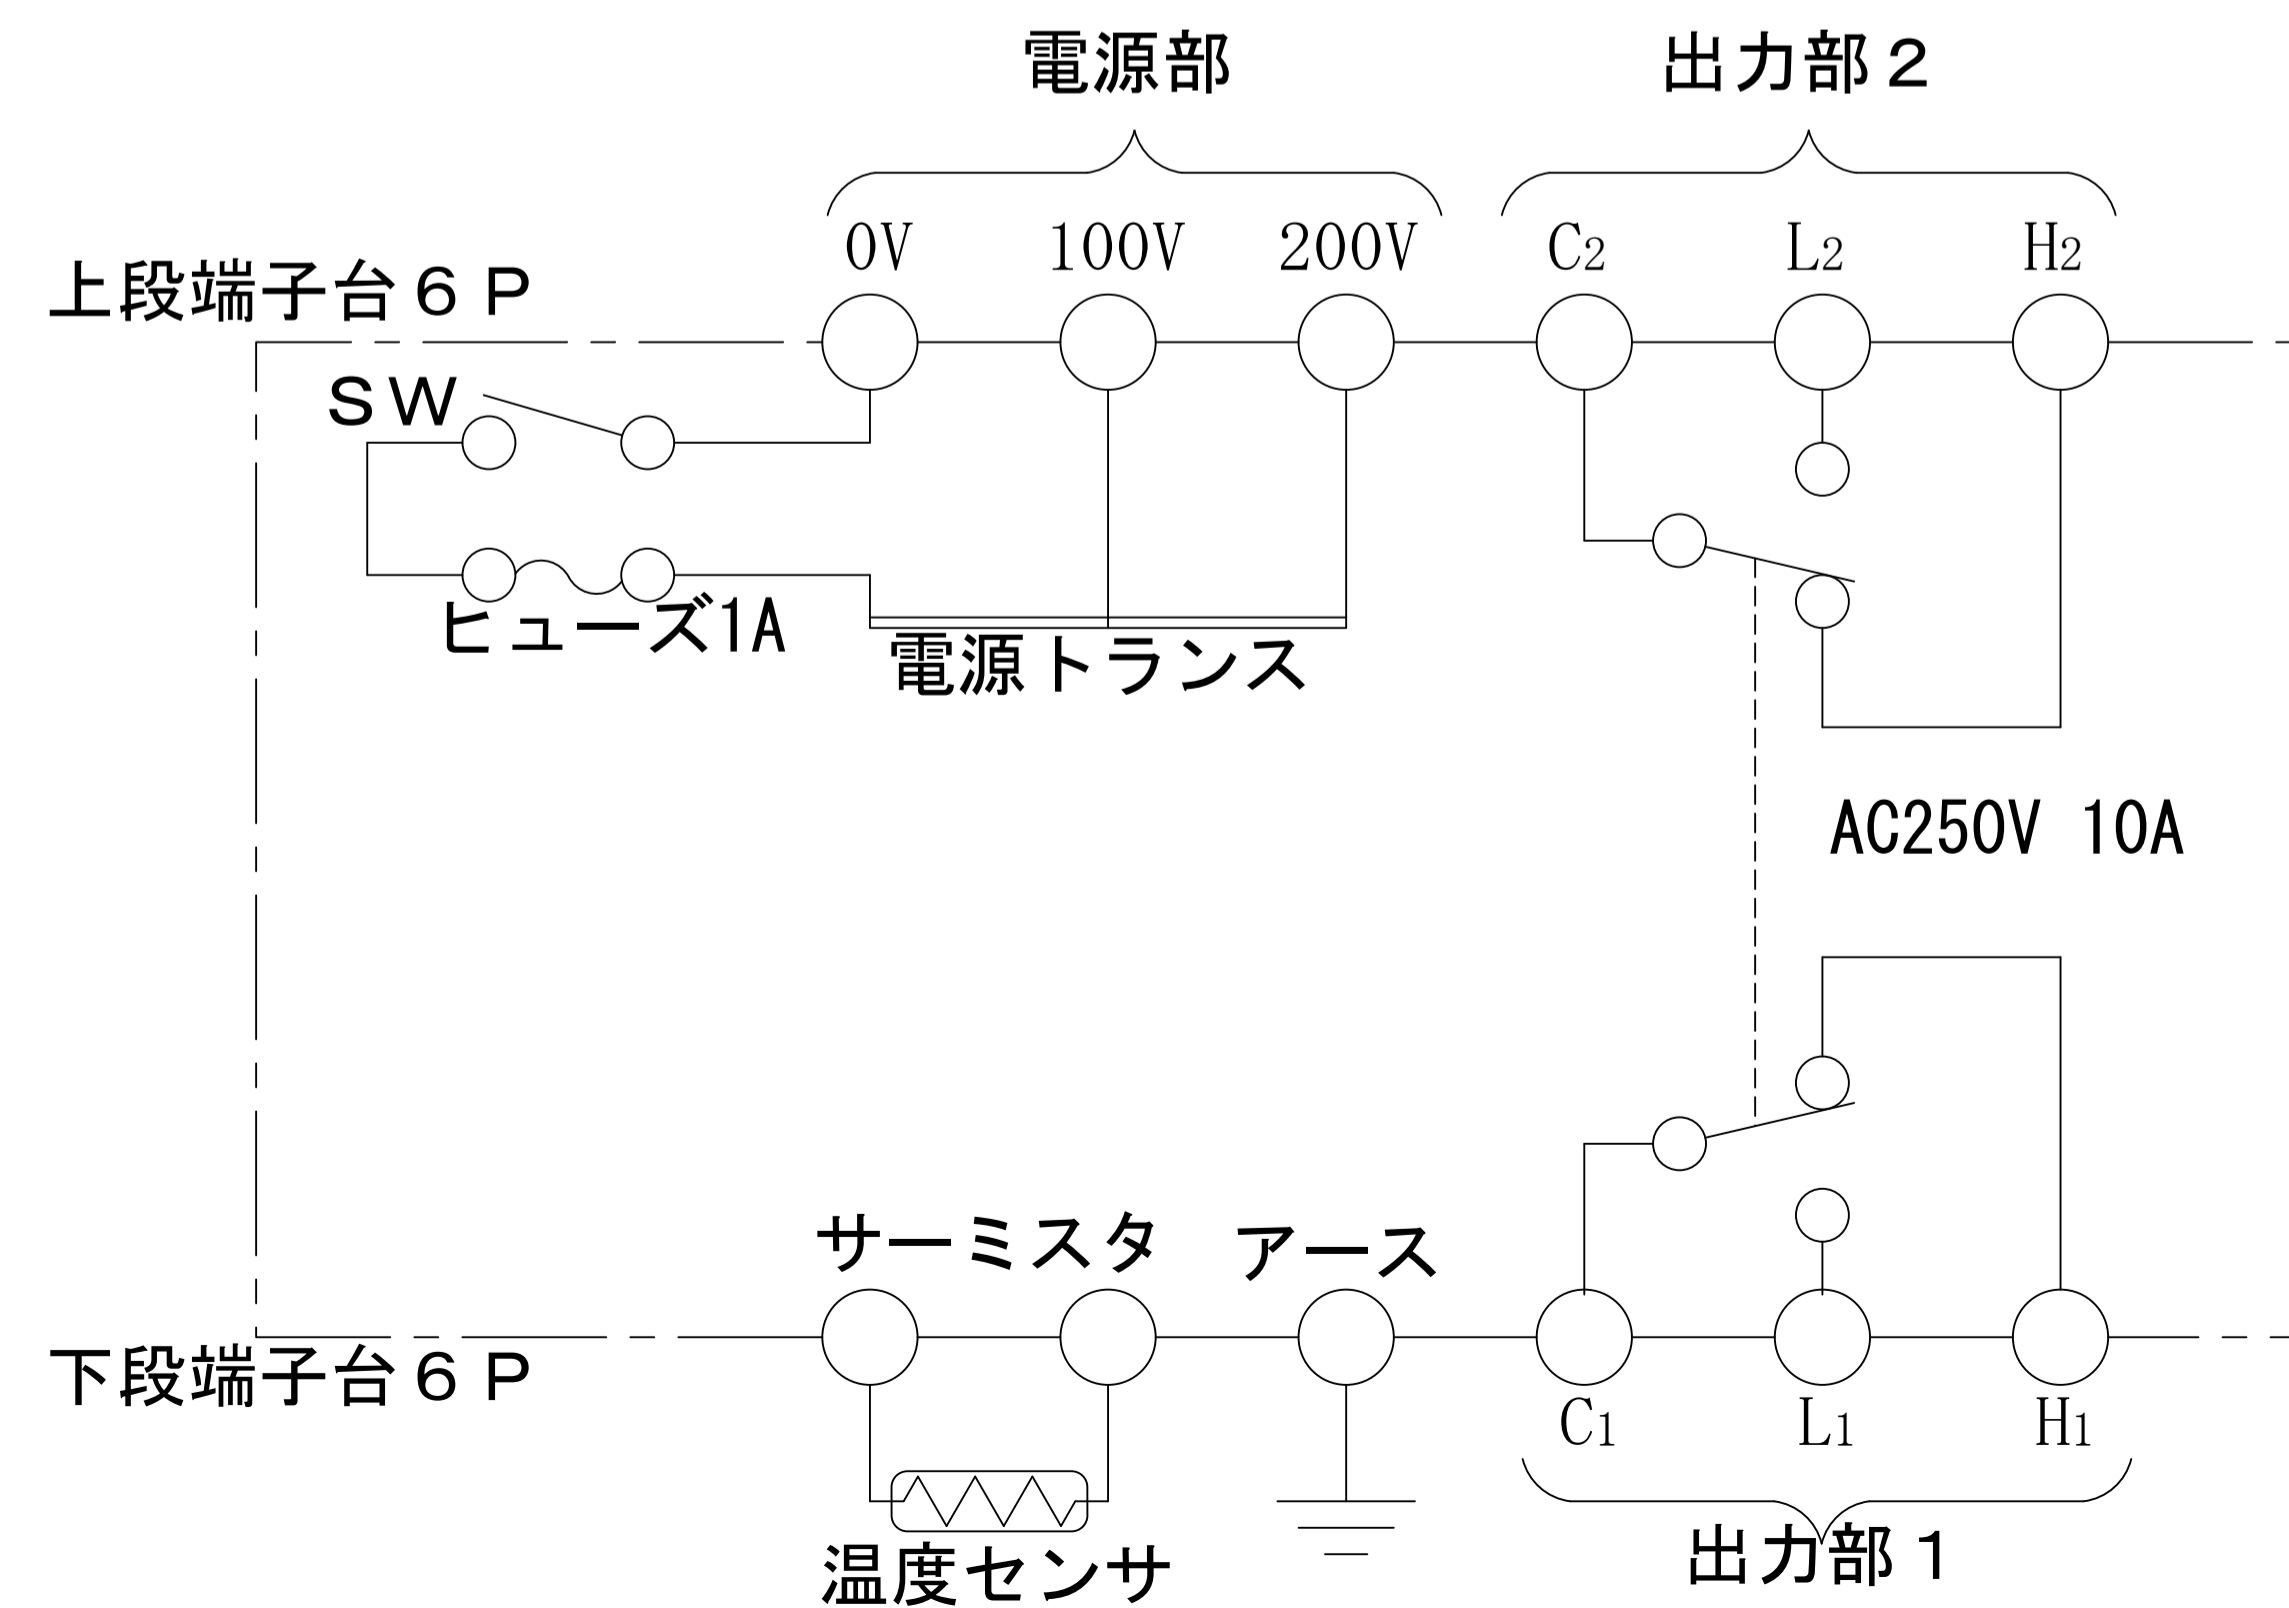 電源部
出力部２
0V 100V 200V C2 L2 H2
上段端子台６Ｐ
ＳＷ
ヒューズ1A
電源トランス
AC250V 10A
サーミスタ アース
下段端子台６Ｐ
C1 L1 H1
温度センサ
出力部１